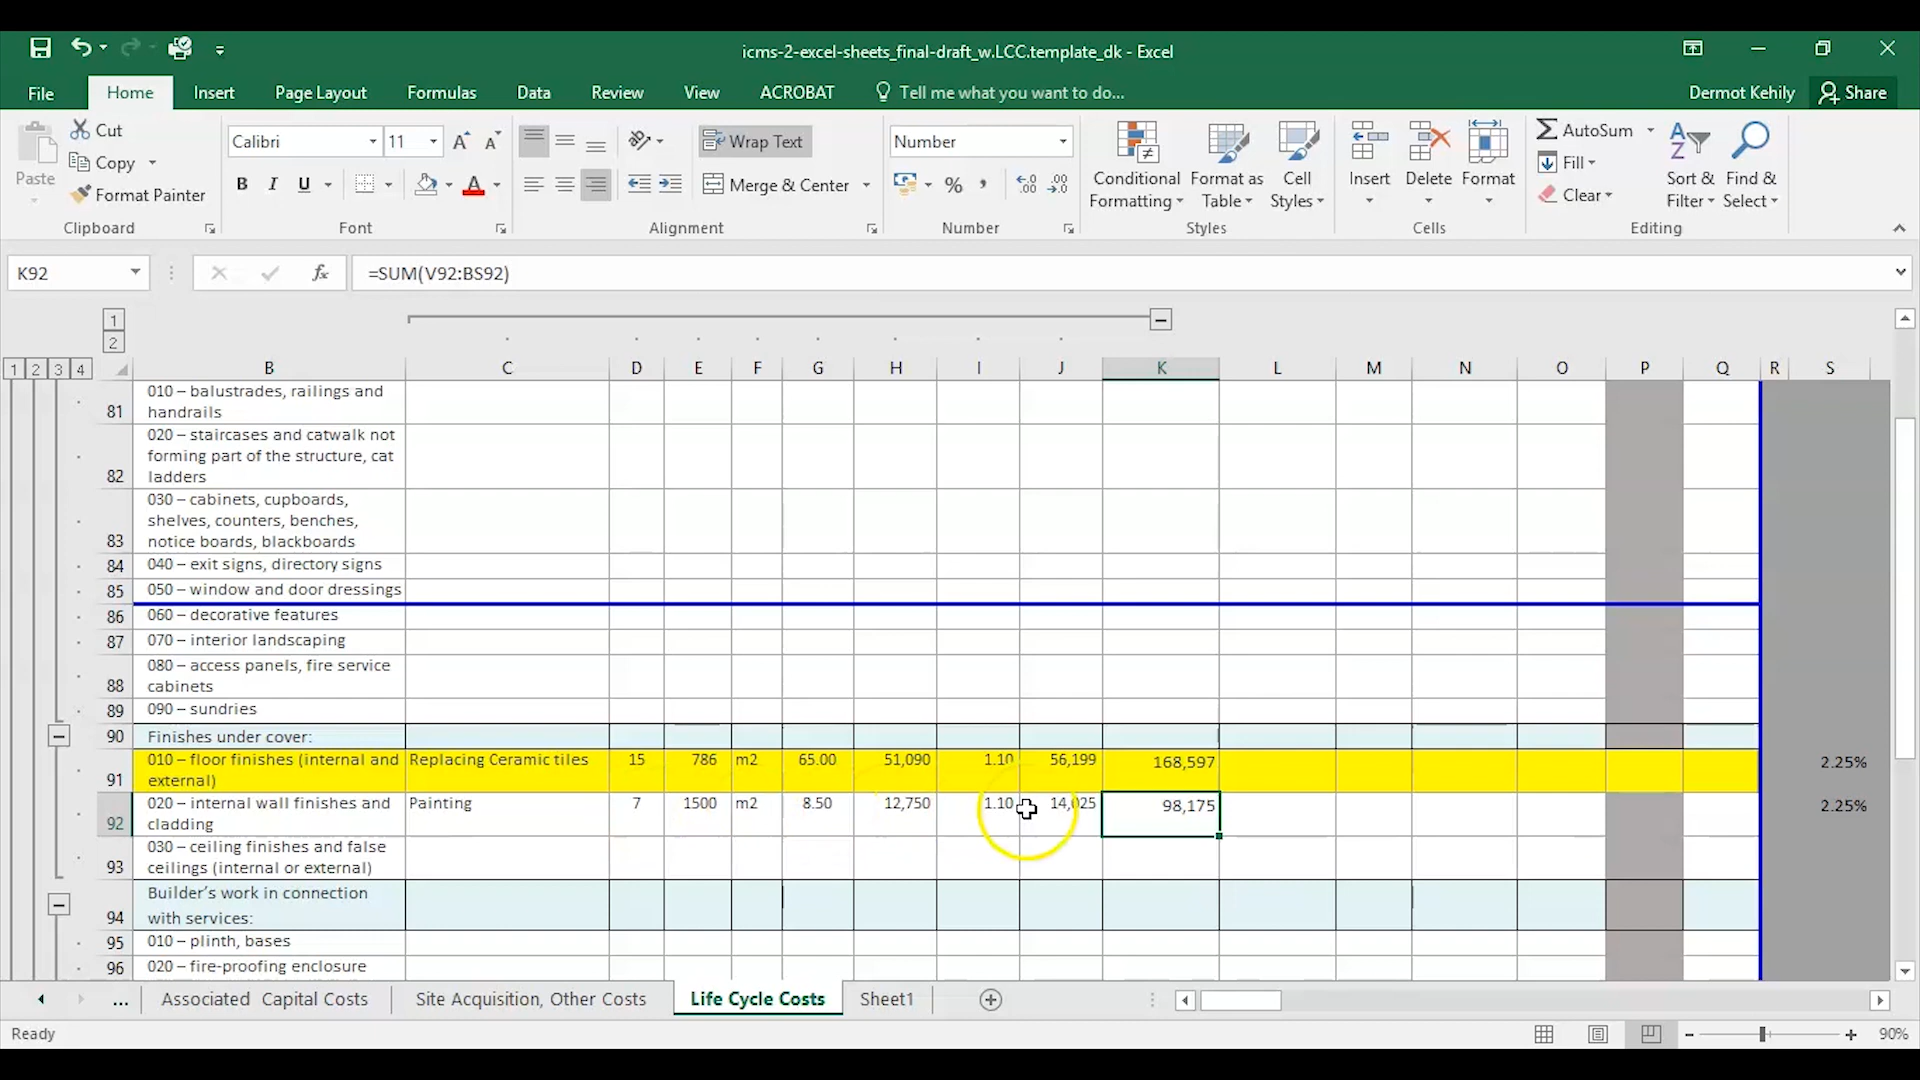 icms-2-excel-sheets_final-draft_w.LCC.template_dk - Excel
File Home Insert Page Layout Formulas Data Review View ACROBAT Tell me what you want to do... Dermot Kehily Share
Paste
Cut
Copy
Format Painter
Clipboard
Calibri 11
B I U
Font
Wrap Text
Merge & Center
Alignment
Number
%
Number
Conditional Formatting
Format as Table
Cell Styles
Styles
Insert Delete Format
Cells
AutoSum
Fill
Clear
Sort & Filter
Find & Select
Editing
K92 fx =SUM(V92:BS92)
1
2
1 2 3 4
B C D E F G H I J K L M N O P Q R S
81 010 – balustrades, railings and
handrails
82 020 – staircases and catwalk not
forming part of the structure, cat
ladders
83 030 – cabinets, cupboards,
shelves, counters, benches,
notice boards, blackboards
84 040 – exit signs, directory signs
85 050 – window and door dressings
86 060 – decorative features
87 070 – interior landscaping
88 080 – access panels, fire service
cabinets
89 090 – sundries
90 Finishes under cover:
91 010 – floor finishes (internal and
external) Replacing Ceramic tiles 15 786 m2 65.00 51,090 1.10 56,199 168,597 2.25%
92 020 – internal wall finishes and
cladding Painting 7 1500 m2 8.50 12,750 1.10 14,025 98,175 2.25%
93 030 – ceiling finishes and false
ceilings (internal or external)
94 Builder's work in connection
with services:
95 010 – plinth, bases
96 020 – fire-proofing enclosure
... Associated Capital Costs Site Acquisition, Other Costs Life Cycle Costs Sheet1
Ready 90%